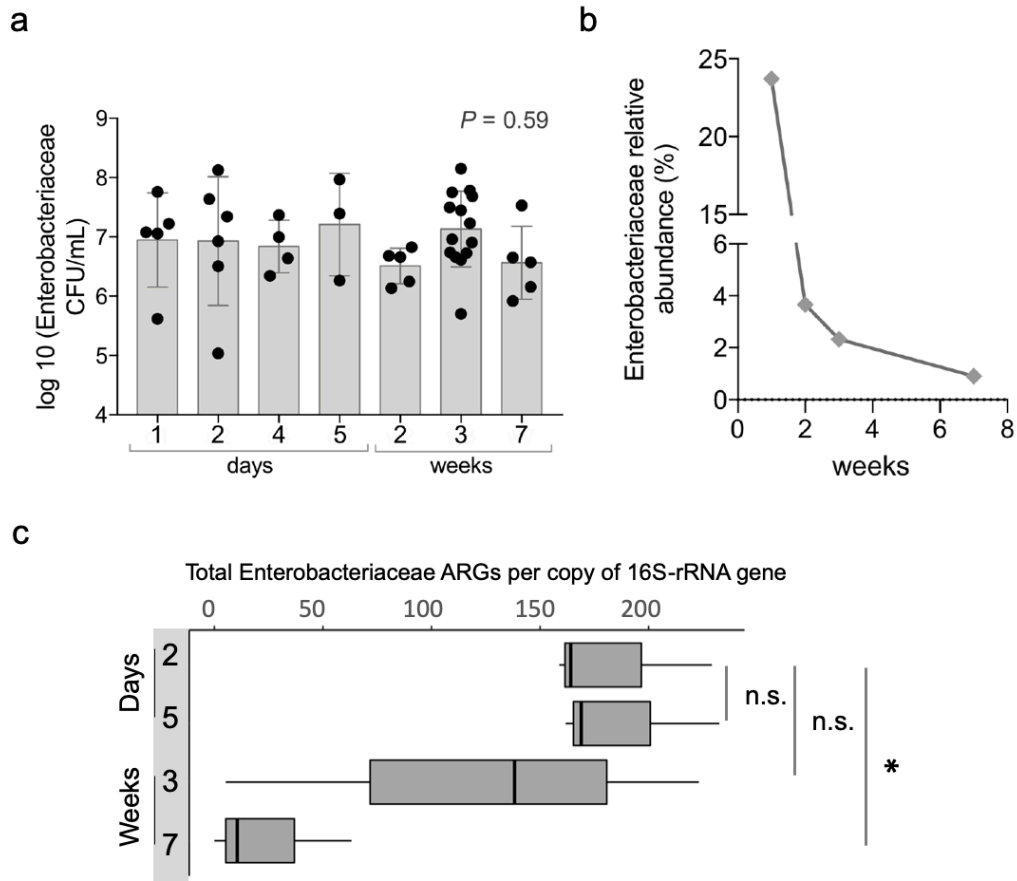 a
log 10 (Enterobacteriaceae
CFU/mL)
9
8
7
6
5
4
P = 0.59
1 2 4 5 2 3 7
days weeks
b
Enterobacteriaceae relative
abundance (%)
25
20
15
6
4
2
0
0 2 4 6 8
weeks
c
Total Enterobacteriaceae ARGs per copy of 16S-rRNA gene
0 50 100 150 200
Days
2
5
Weeks
3
7
n.s.
n.s.
*